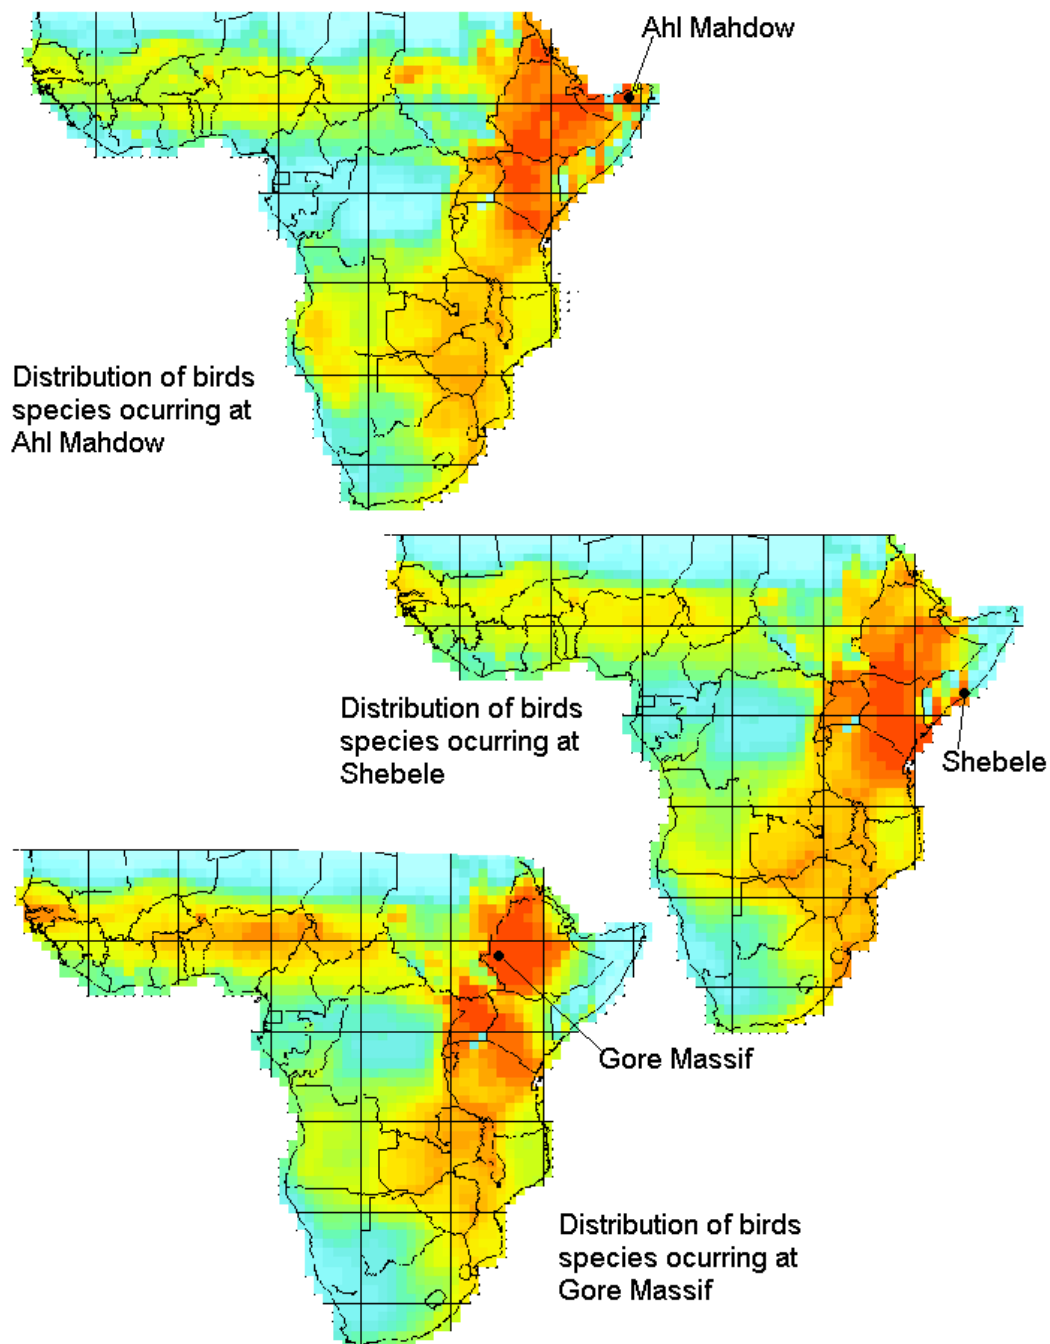 Ahl Mahdow
Distribution of birds
species ocurring at
Ahl Mahdow
Distribution of birds
species ocurring at
Shebele
Shebele
Gore Massif
Distribution of birds
species ocurring at
Gore Massif